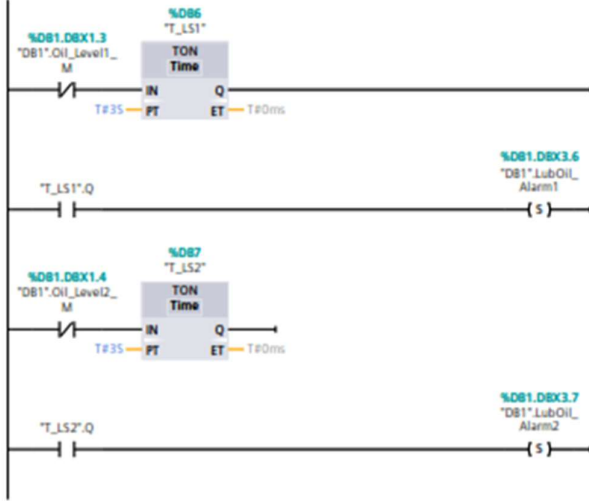 %DB6
"T_LS1"
%DB1.DBX1.3
"DB1".Oil_Level1_
M
TON
Time
IN
Q
T#3S
PT
ET
T#0ms
%DB1.DBX3.6
"DB1".LubOil_
Alarm1
"T_LS1".Q
S
%DB7
"T_LS2"
%DB1.DBX1.4
"DB1".Oil_Level2_
M
TON
Time
IN
Q
T#3S
PT
ET
T#0ms
%DB1.DBX3.7
"DB1".LubOil_
Alarm2
"T_LS2".Q
S